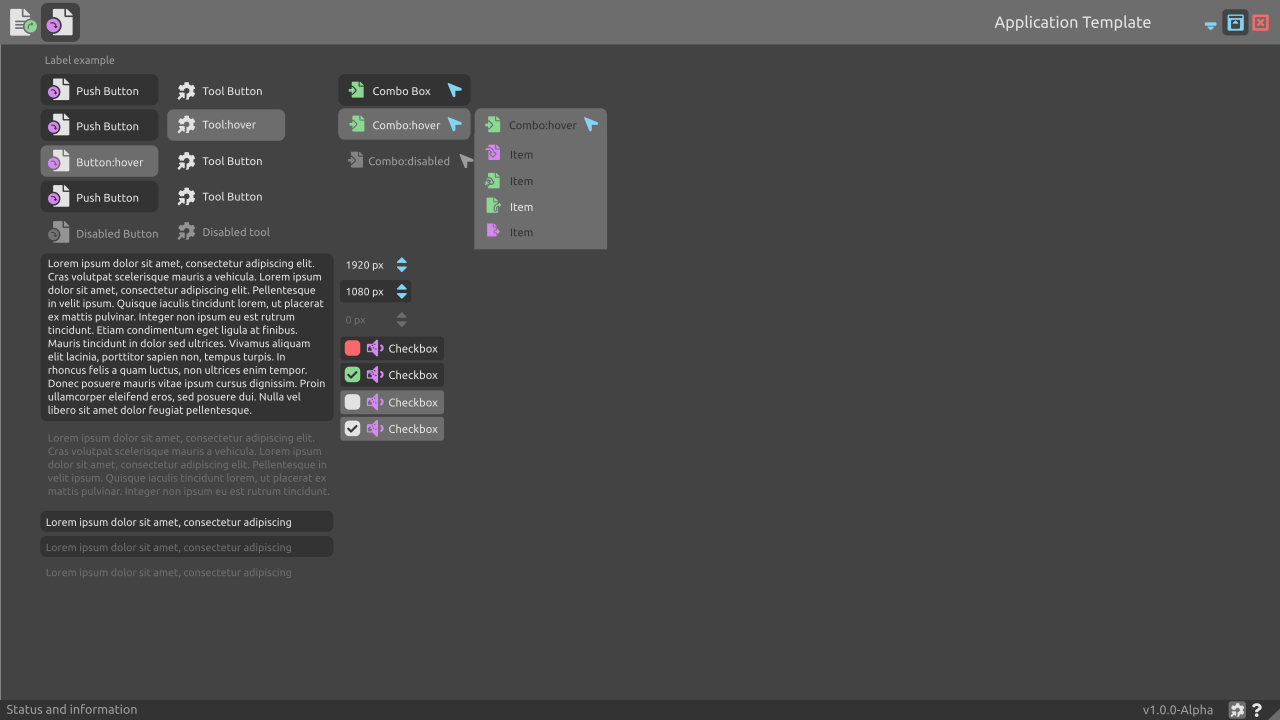 Application Template
Label example
Push Button
Tool Button
Combo Box
Push Button
Tool:hover
Combo:hover
Combo:hover
Button:hover
Tool Button
Combo:disabled
Item
Item
Push Button
Tool Button
Item
Disabled Button
Disabled tool
Item
Lorem ipsum dolor sit amet, consectetur adipiscing elit.
Cras volutpat scelerisque mauris a vehicula. Lorem ipsum
dolor sit amet, consectetur adipiscing elit. Pellentesque
in velit ipsum. Quisque iaculis tincidunt lorem, ut placerat
ex mattis pulvinar. Integer non ipsum eu est rutrum
tincidunt. Etiam condimentum eget ligula at finibus.
Mauris tincidunt in dolor sed ultrices. Vivamus aliquam
elit lacinia, porttitor sapien non, tempus turpis. In
rhoncus felis a quam luctus, non ultrices enim tempor.
Donec posuere mauris vitae ipsum cursus dignissim. Proin
ullamcorper eleifend eros, sed posuere dui. Nulla vel
libero sit amet dolor feugiat pellentesque.
1920 px
1080 px
0 px
Checkbox
Checkbox
Checkbox
Checkbox
Lorem ipsum dolor sit amet, consectetur adipiscing elit.
Cras volutpat scelerisque mauris a vehicula. Lorem ipsum
dolor sit amet, consectetur adipiscing elit. Pellentesque in
velit ipsum. Quisque iaculis tincidunt lorem, ut placerat ex
mattis pulvinar. Integer non ipsum eu est rutrum tincidunt.
Lorem ipsum dolor sit amet, consectetur adipiscing
Lorem ipsum dolor sit amet, consectetur adipiscing
Lorem ipsum dolor sit amet, consectetur adipiscing
Status and information
v1.0.0-Alpha
?